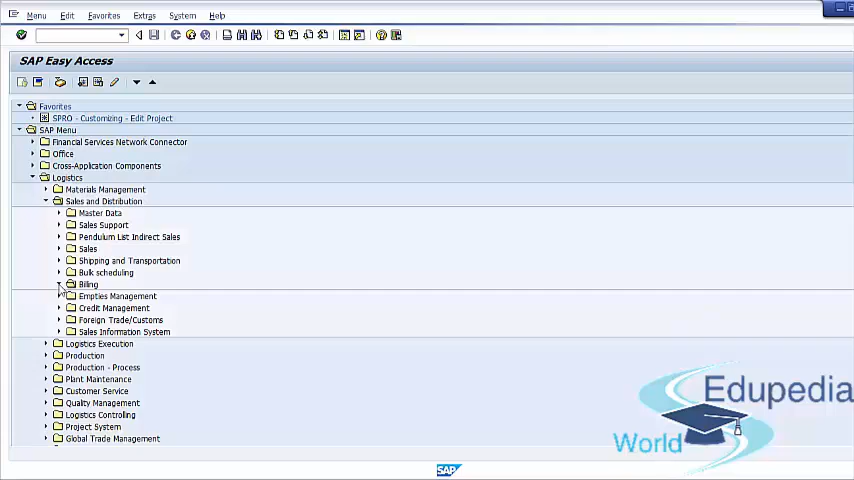 Menu Edit Favorites Extras System Help
SAP Easy Access
Favorites
SPRO - Customizing - Edit Project
SAP Menu
Financial Services Network Connector
Office
Cross-Application Components
Logistics
Materials Management
Sales and Distribution
Master Data
Sales Support
Pendulum List Indirect Sales
Sales
Shipping and Transportation
Bulk scheduling
Billing
Empties Management
Credit Management
Foreign Trade/Customs
Sales Information System
Logistics Execution
Production
Production - Process
Plant Maintenance
Customer Service
Quality Management
Logistics Controlling
Project System
Global Trade Management
Edupedia
World
SAP